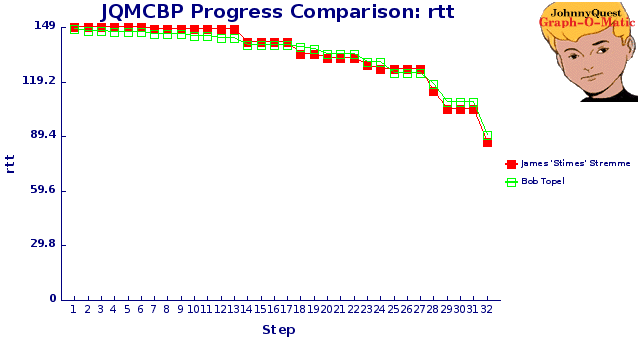 JQMCBP Progress Comparison: rtt
JohnnyQuest
Graph-O-Matic
149
119.2
89.4
59.6
29.8
0
rtt
1 2 3 4 5 6 7 8 9 10 11 12 13 14 15 16 17 18 19 20 21 22 23 24 25 26 27 28 29 30 31 32
Step
James 'Stimes' Stremme
Bob Topel